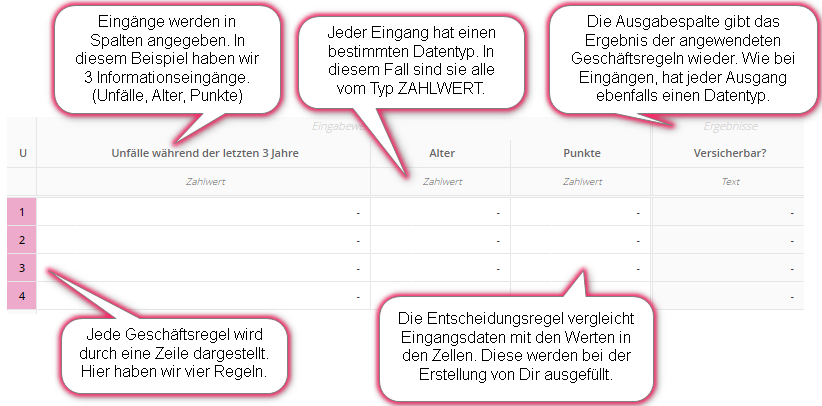 Eingänge werden in
Spalten angegeben. In
diesem Beispiel haben wir
3 Informationseingänge.
(Unfälle, Alter, Punkte)
Jeder Eingang hat einen
bestimmten Datentyp. In
diesem Fall sind sie alle
vom Typ ZAHLWERT.
Die Ausgabespalte gibt das
Ergebnis der angewendeten
Geschäftsregeln wieder. Wie bei
Eingängen, hat jeder Ausgang
ebenfalls einen Datentyp.
Ergebnisse
U Unfälle während der letzten 3 Jahre Alter Punkte Versicherbar?
Zahlwert Zahlwert Zahlwert Text
1 - - - -
2 - - - -
3 - - - -
4 - - - -
Jede Geschäftsregel wird
durch eine Zeile dargestellt.
Hier haben wir vier Regeln.
Die Entscheidungsregel vergleicht
Eingangsdaten mit den Werten in
den Zellen. Diese werden bei der
Erstellung von Dir ausgefüllt.